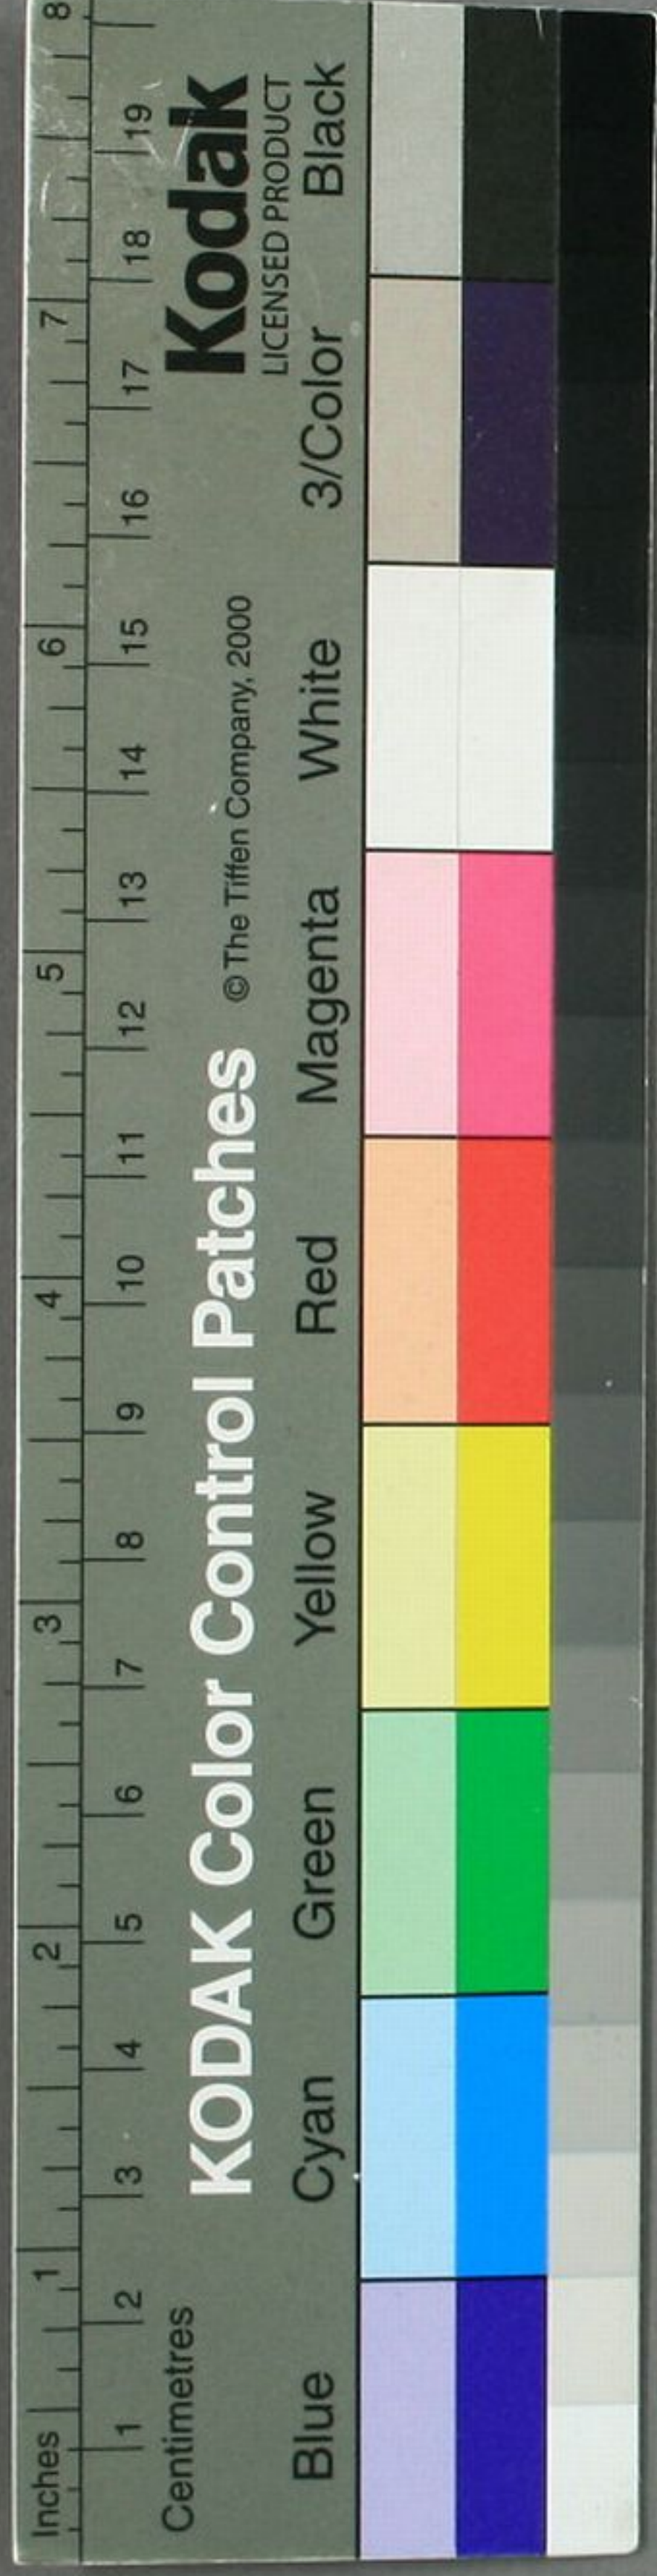 Inches 1 2 3 4 5 6 7 8
1 2 3 4 5 6 7 8 9 10 11 12 13 14 15 16 17 18 19
Centimetres
KODAK Color Control Patches © The Tiffen Company, 2000 Kodak
LICENSED PRODUCT
Blue Cyan Green Yellow Red Magenta White 3/Color Black